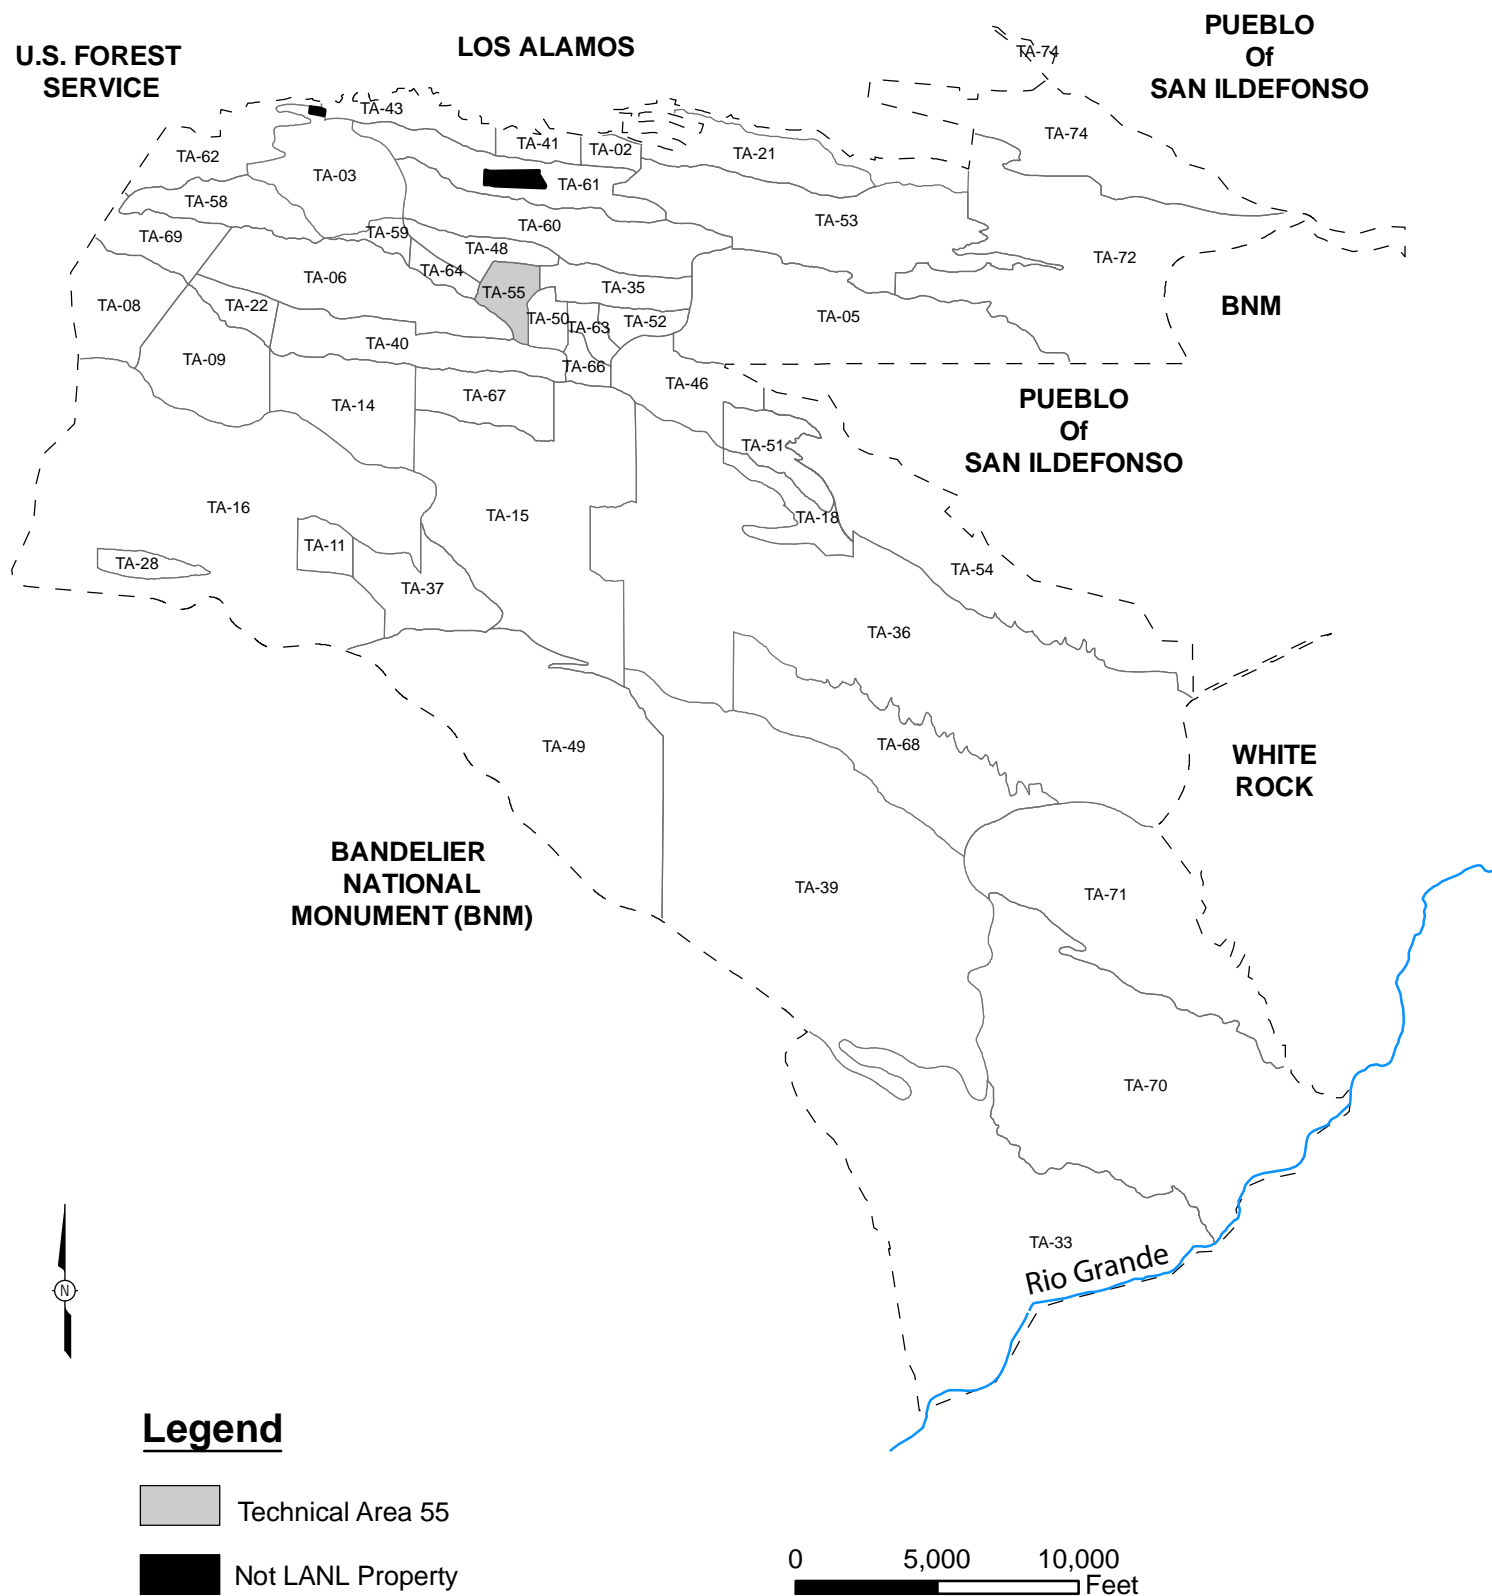 PUEBLO
Of
SAN ILDEFONSO
U.S. FOREST
SERVICE
LOS ALAMOS
TA-74
TA-43
TA-74
TA-41
TA-02
TA-21
TA-62
TA-03
TA-61
TA-58
TA-53
TA-60
TA-59
TA-69
TA-48
TA-72
TA-64
TA-06
TA-55
TA-35
TA-08
TA-22
BNM
TA-50
TA-63
TA-52
TA-05
TA-40
TA-09
TA-66
TA-46
TA-67
TA-14
PUEBLO
Of
SAN ILDEFONSO
TA-51
TA-16
TA-15
TA-18
TA-11
TA-28
TA-54
TA-37
TA-36
TA-49
TA-68
WHITE
ROCK
BANDELIER
NATIONAL
MONUMENT (BNM)
TA-39
TA-71
TA-70
TA-33
Rio Grande
N
Legend
Technical Area 55
Not LANL Property
0 5,000 10,000
Feet